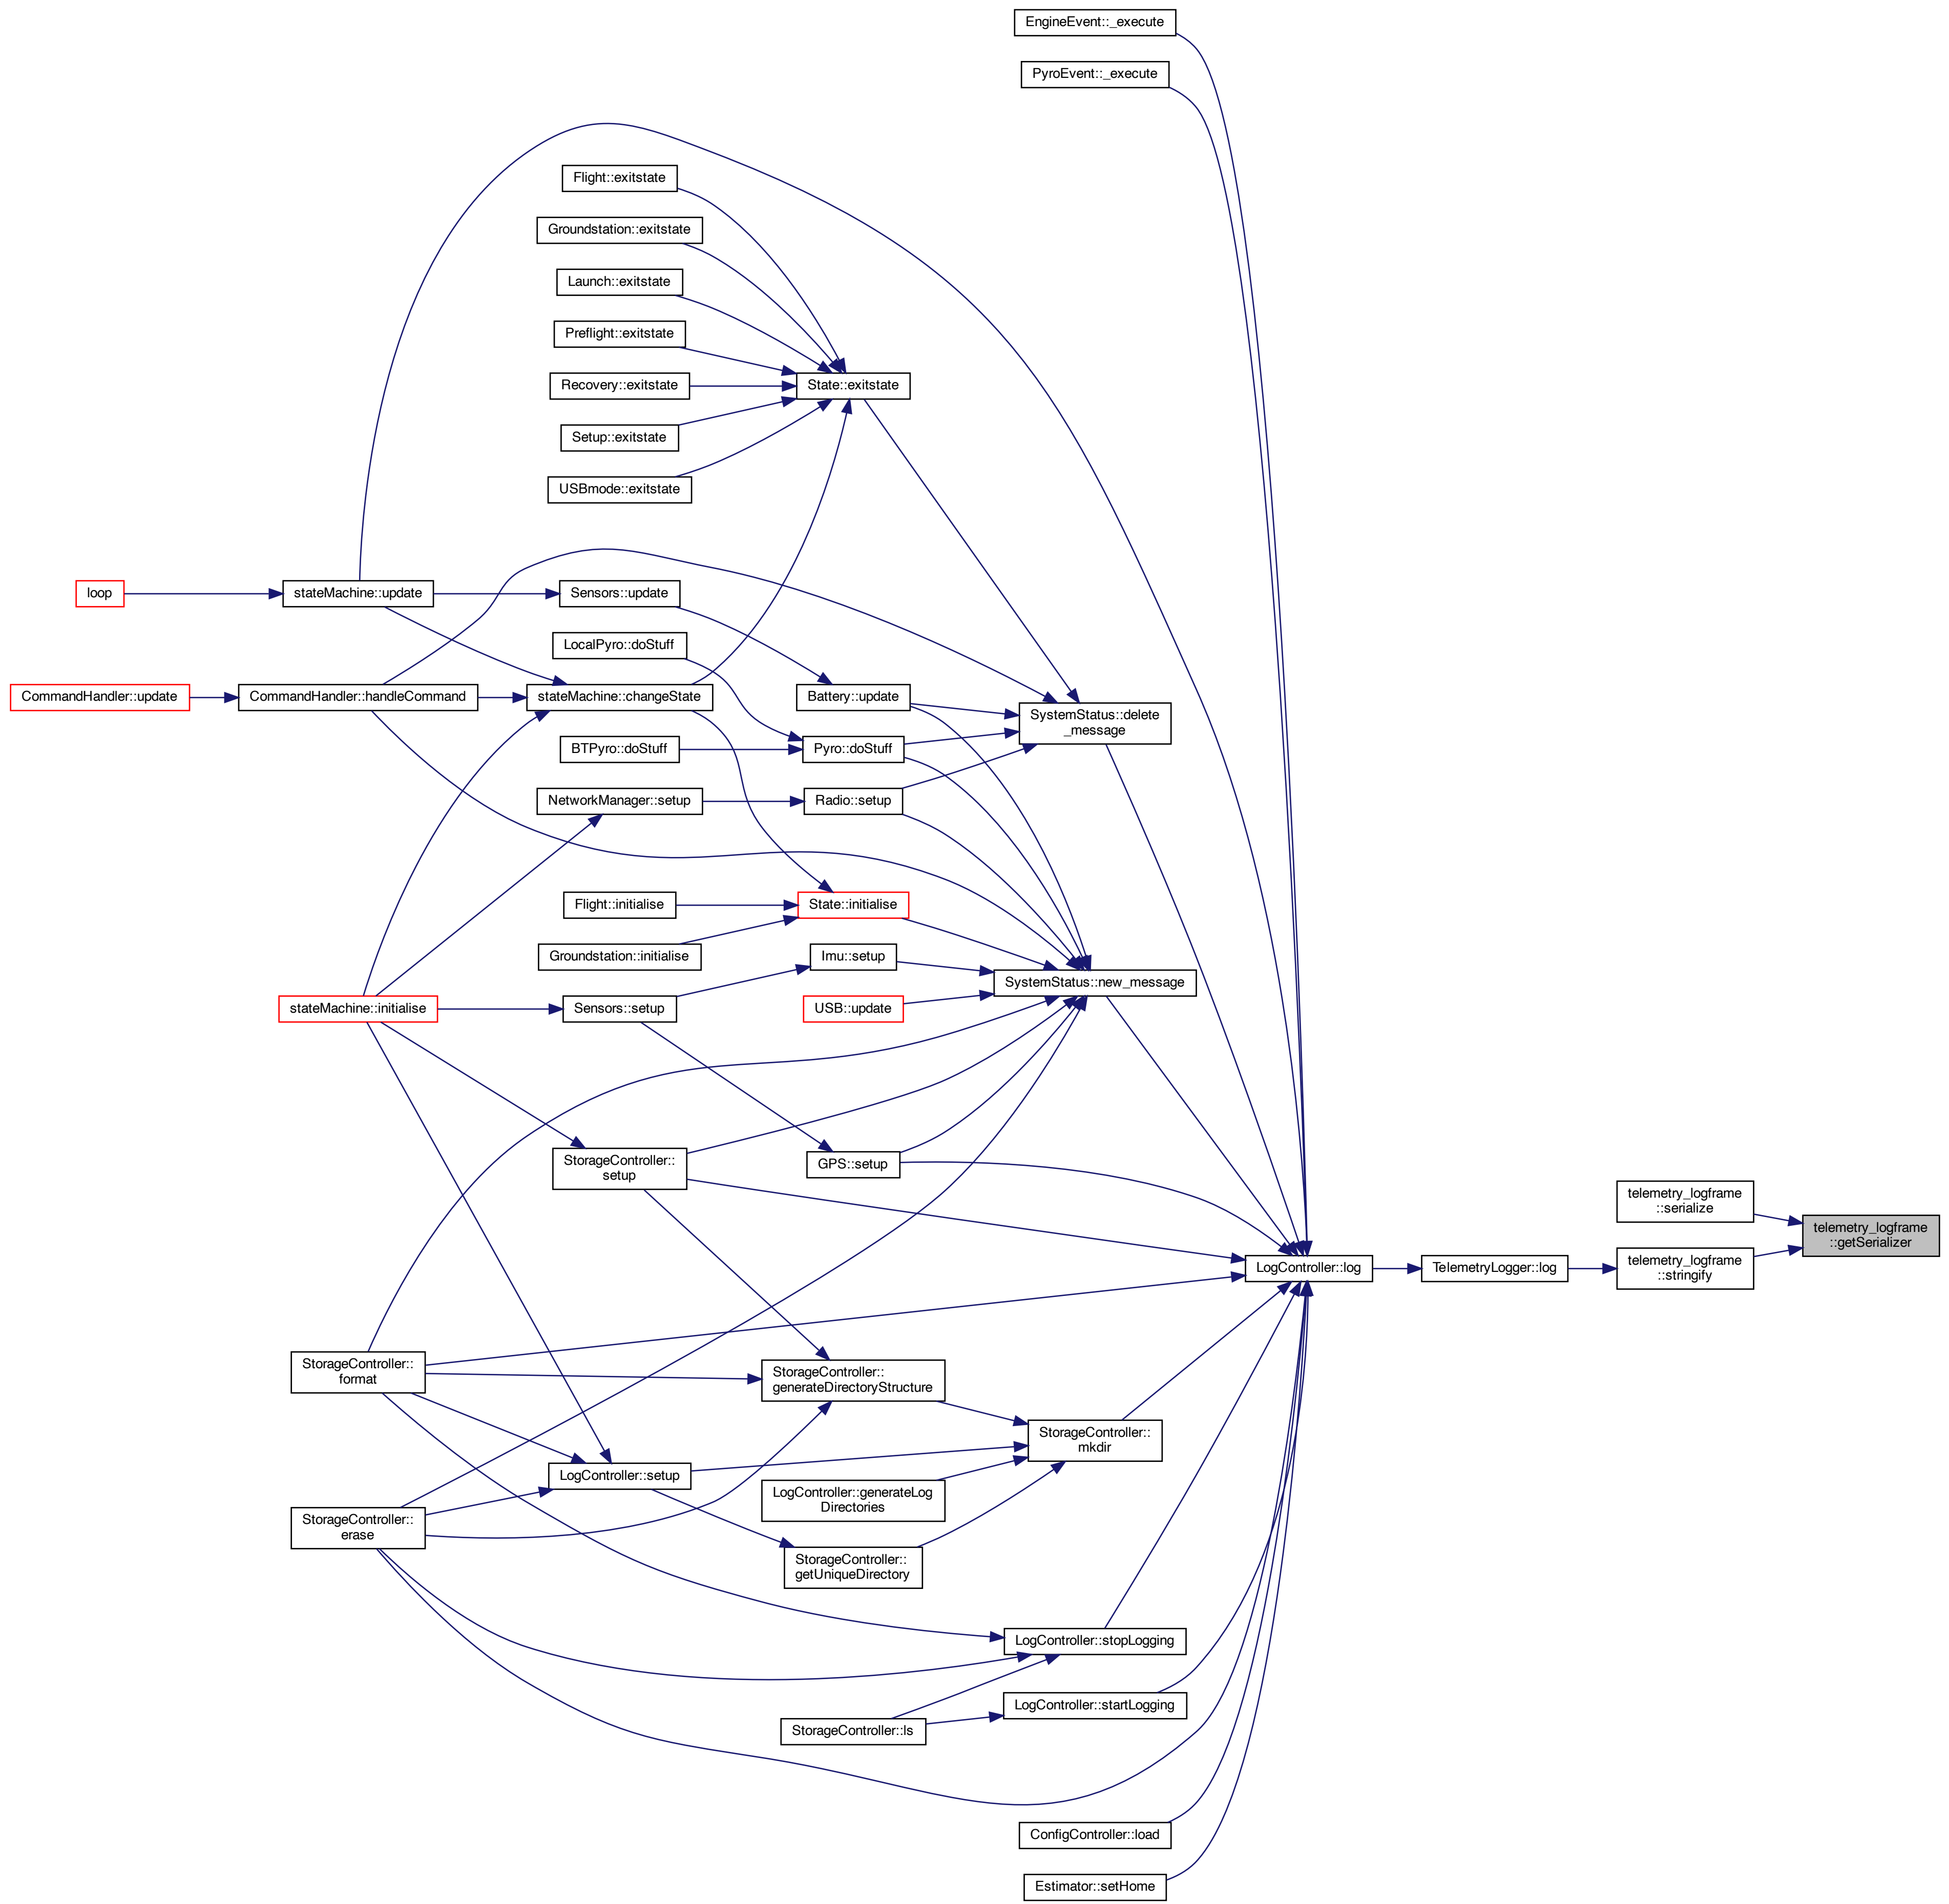 EngineEvent::_execute
PyroEvent::_execute
Flight::exitstate
Groundstation::exitstate
Launch::exitstate
Preflight::exitstate
Recovery::exitstate
State::exitstate
Setup::exitstate
USBmode::exitstate
loop
stateMachine::update
Sensors::update
LocalPyro::doStuff
CommandHandler::update
CommandHandler::handleCommand
stateMachine::changeState
Battery::update
SystemStatus::delete
_message
BTPyro::doStuff
Pyro::doStuff
NetworkManager::setup
Radio::setup
Flight::initialise
State::initialise
Groundstation::initialise
Imu::setup
SystemStatus::new_message
stateMachine::initialise
Sensors::setup
USB::update
StorageController::
setup
GPS::setup
telemetry_logframe
::serialize
telemetry_logframe
::getSerializer
LogController::log
TelemetryLogger::log
telemetry_logframe
::stringify
StorageController::
format
StorageController::
generateDirectoryStructure
StorageController::
mkdir
LogController::setup
LogController::generateLog
Directories
StorageController::
erase
StorageController::
getUniqueDirectory
LogController::stopLogging
LogController::startLogging
StorageController::ls
ConfigController::load
Estimator::setHome